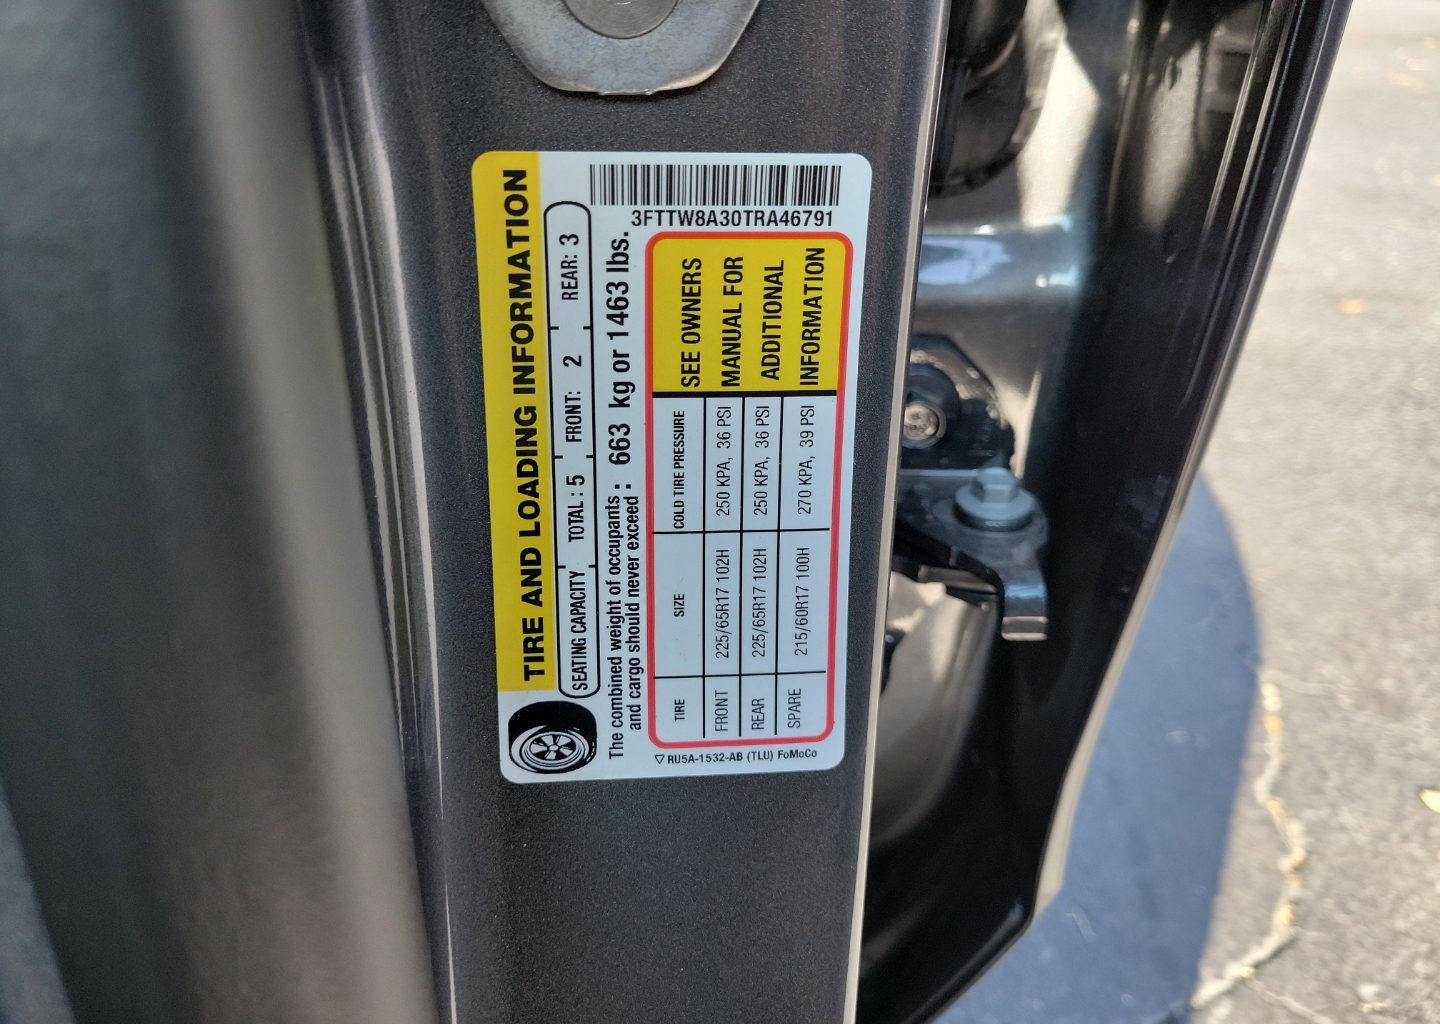 TIRE AND LOADING INFORMATION
SEATING CAPACITY TOTAL : 5 FRONT: 2 REAR: 3
The combined weight of occupants
and cargo should never exceed : 663 kg or 1463 lbs.
3FTTW8A30TRA46791
TIRE SIZE COLD TIRE PRESSURE
FRONT 225/65R17 102H 250 KPA, 36 PSI
REAR 225/65R17 102H 250 KPA, 36 PSI
SPARE 215/60R17 100H 270 KPA, 39 PSI
SEE OWNERS
MANUAL FOR
ADDITIONAL
INFORMATION
RU5A-1532-AB (TLU) FoMoCo